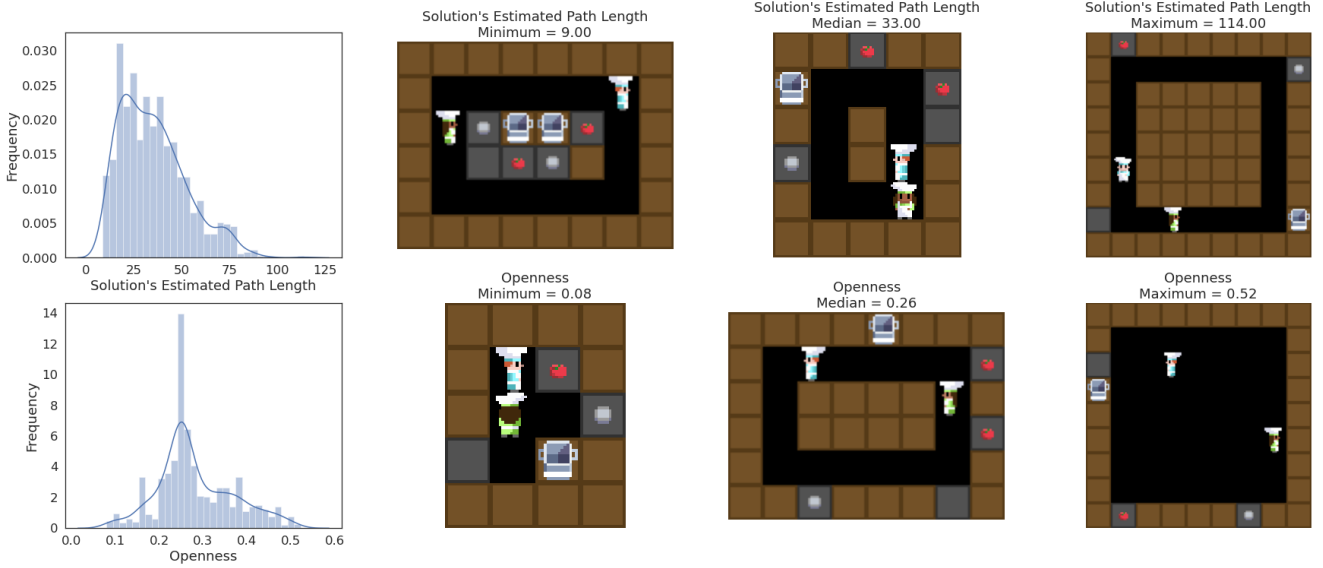 Solution's Estimated Path Length
Minimum = 9.00
Solution's Estimated Path Length
Median = 33.00
Solution's Estimated Path Length
Maximum = 114.00
Frequency
0.030
0.025
0.020
0.015
0.010
0.005
0.000
0 25 50 75 100 125
Solution's Estimated Path Length
Openness
Minimum = 0.08
Openness
Median = 0.26
Openness
Maximum = 0.52
Frequency
14
12
10
8
6
4
2
0
0.0 0.1 0.2 0.3 0.4 0.5 0.6
Openness